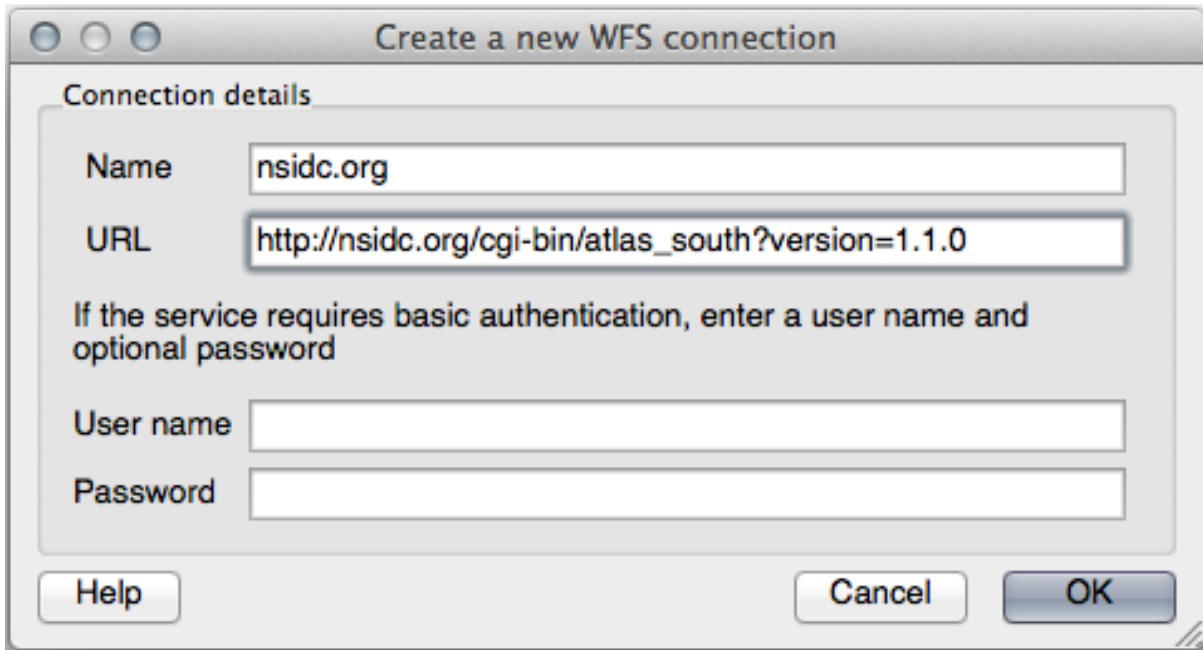 Create a new WFS connection
Connection details
Name nsidc.org
URL http://nsidc.org/cgi-bin/atlas_south?version=1.1.0
If the service requires basic authentication, enter a user name and
optional password
User name
Password
Help Cancel OK